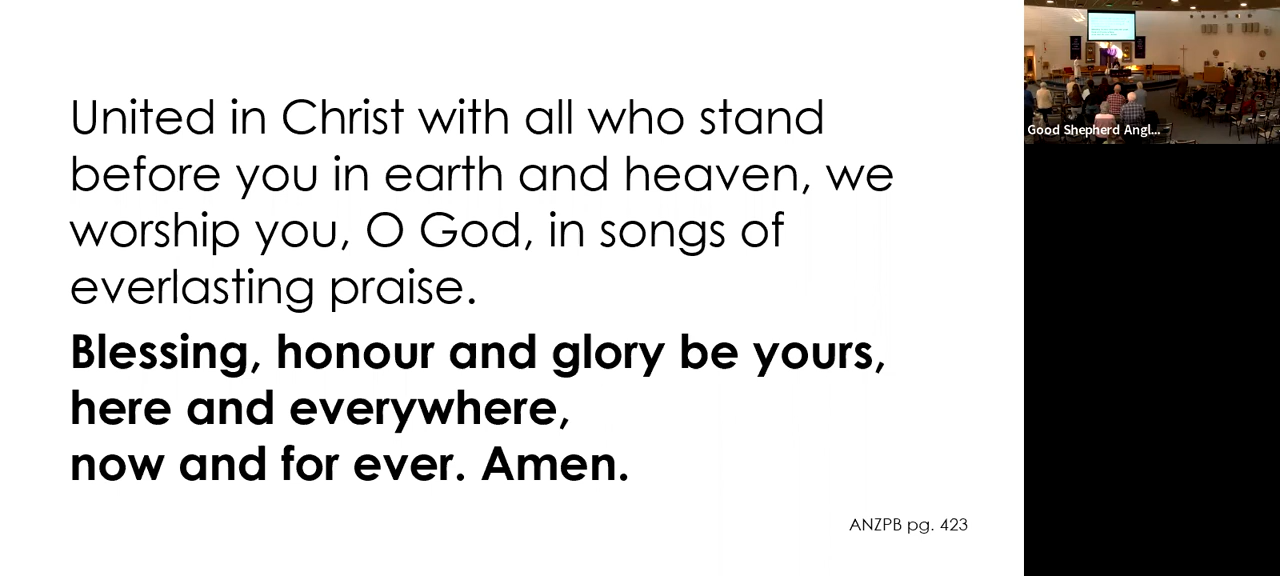 United in Christ with all who stand
before you in earth and heaven, we
worship you, O God, in songs of
everlasting praise.
Blessing, honour and glory be yours,
here and everywhere,
now and for ever. Amen.
ANZPB pg. 423
Good Shepherd Angl...